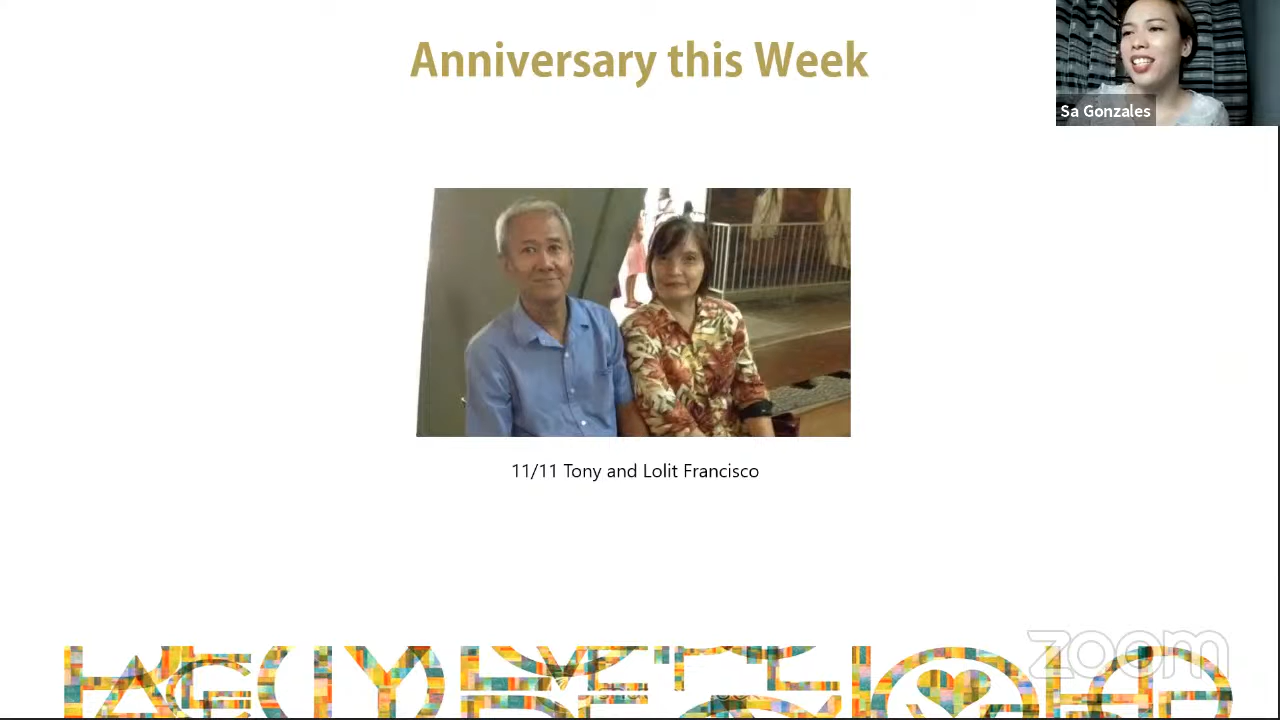 Anniversary this Week
Sa Gonzales
11/11 Tony and Lolit Francisco
zoom